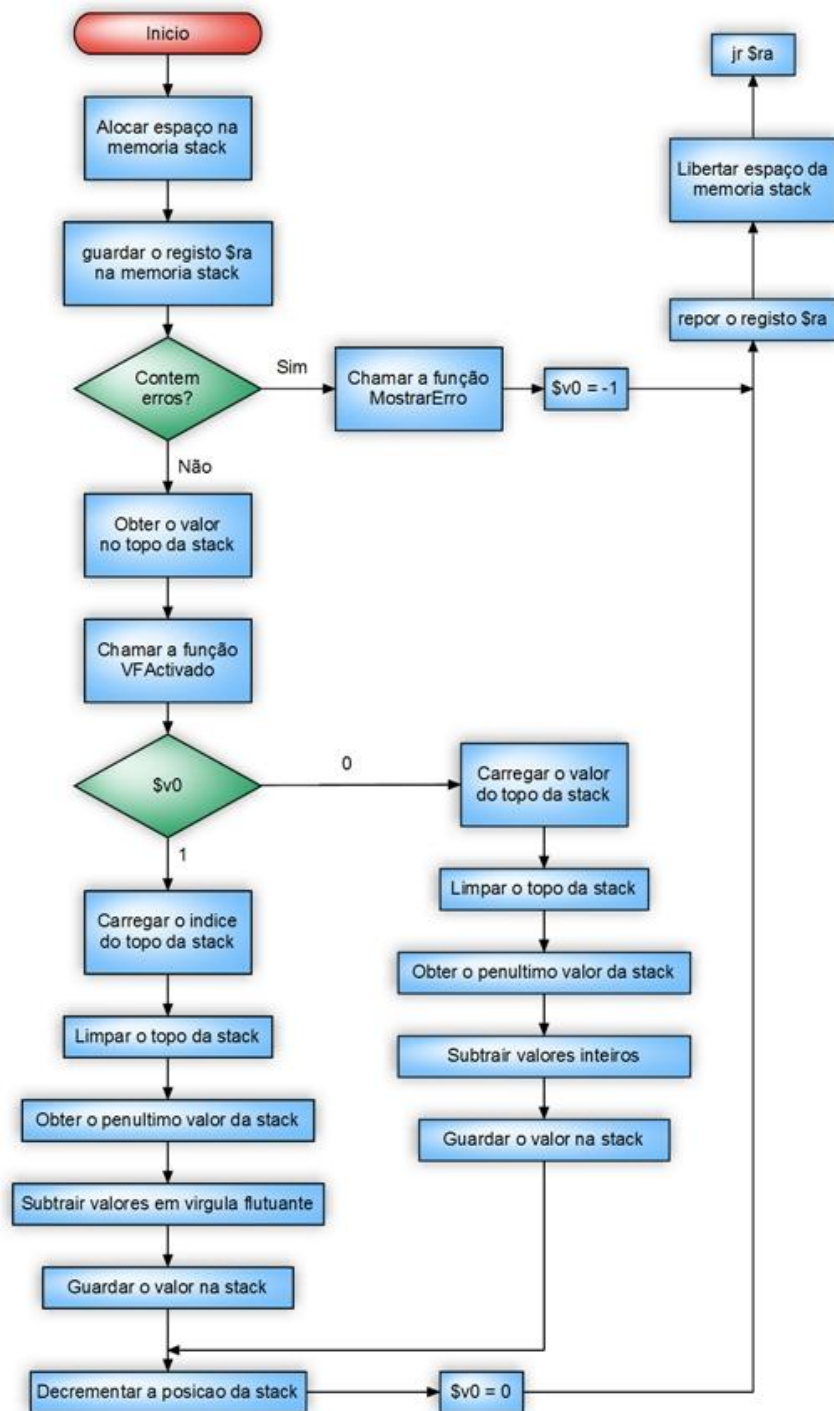 Inicio
Alocar espaço na
memoria stack
guardar o registo $ra
na memoria stack
Contem
erros?
Sim
Chamar a função
MostrarErro
$v0 = -1
jr $ra
Libertar espaço da
memoria stack
repor o registo $ra
Não
Obter o valor
no topo da stack
Chamar a função
VFActivado
$v0
0
1
Carregar o valor
do topo da stack
Limpar o topo da stack
Obter o penultimo valor da stack
Subtrair valores inteiros
Guardar o valor na stack
Carregar o indice
do topo da stack
Limpar o topo da stack
Obter o penultimo valor da stack
Subtrair valores em virgula flutuante
Guardar o valor na stack
Decrementar a posicao da stack
$v0 = 0